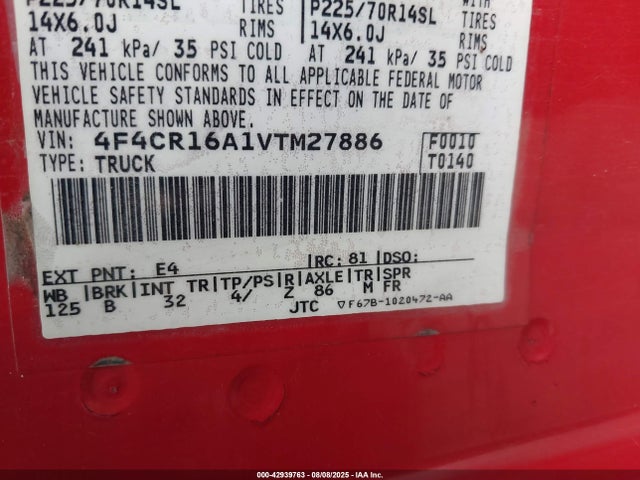 P225/70R14SL TIRES P225/70R14SL WITH TIRES
14X6.0J RIMS 14X6.0J RIMS
AT 241 kPa/ 35 PSI COLD AT 241 kPa/ 35 PSI COLD
THIS VEHICLE CONFORMS TO ALL APPLICABLE FEDERAL MOTOR
VEHICLE SAFETY STANDARDS IN EFFECT ON THE DATE OF
MANUFACTURE SHOWN ABOVE.
VIN: 4F4CR16A1VTM27886 F0010
TYPE: TRUCK T0140
EXT PNT: E4 RC: 81 DSO:
WB BRK INT TR TP/PS R AXLE TR SPR
125 B 32 4/ Z 86 M FR
JTC F67B-1020472-AA
000-42939763 - 08/08/2025 - IAAI.com